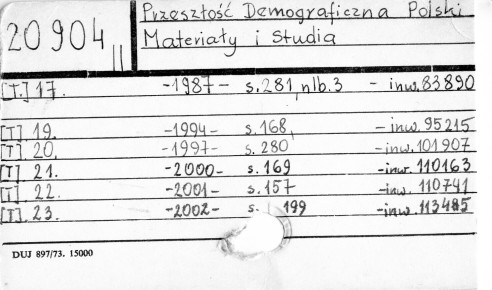 20904 II
Przeszłość Demograficzna Polski
Materiały i Studia
[T.] 17. -1987- s.281, nlb.3 - inw. 83890
[T] 19. -1994- s.168, - inw. 95215
[T] 20. -1997- s.280 - inw. 101907
[T] 21. -2000- s.169 -inw. 110163
[T] 22. -2001- s.157 -inw. 110741
[T] 23. -2002- s. 199 -inw. 113485
DUJ 897/73. 15000